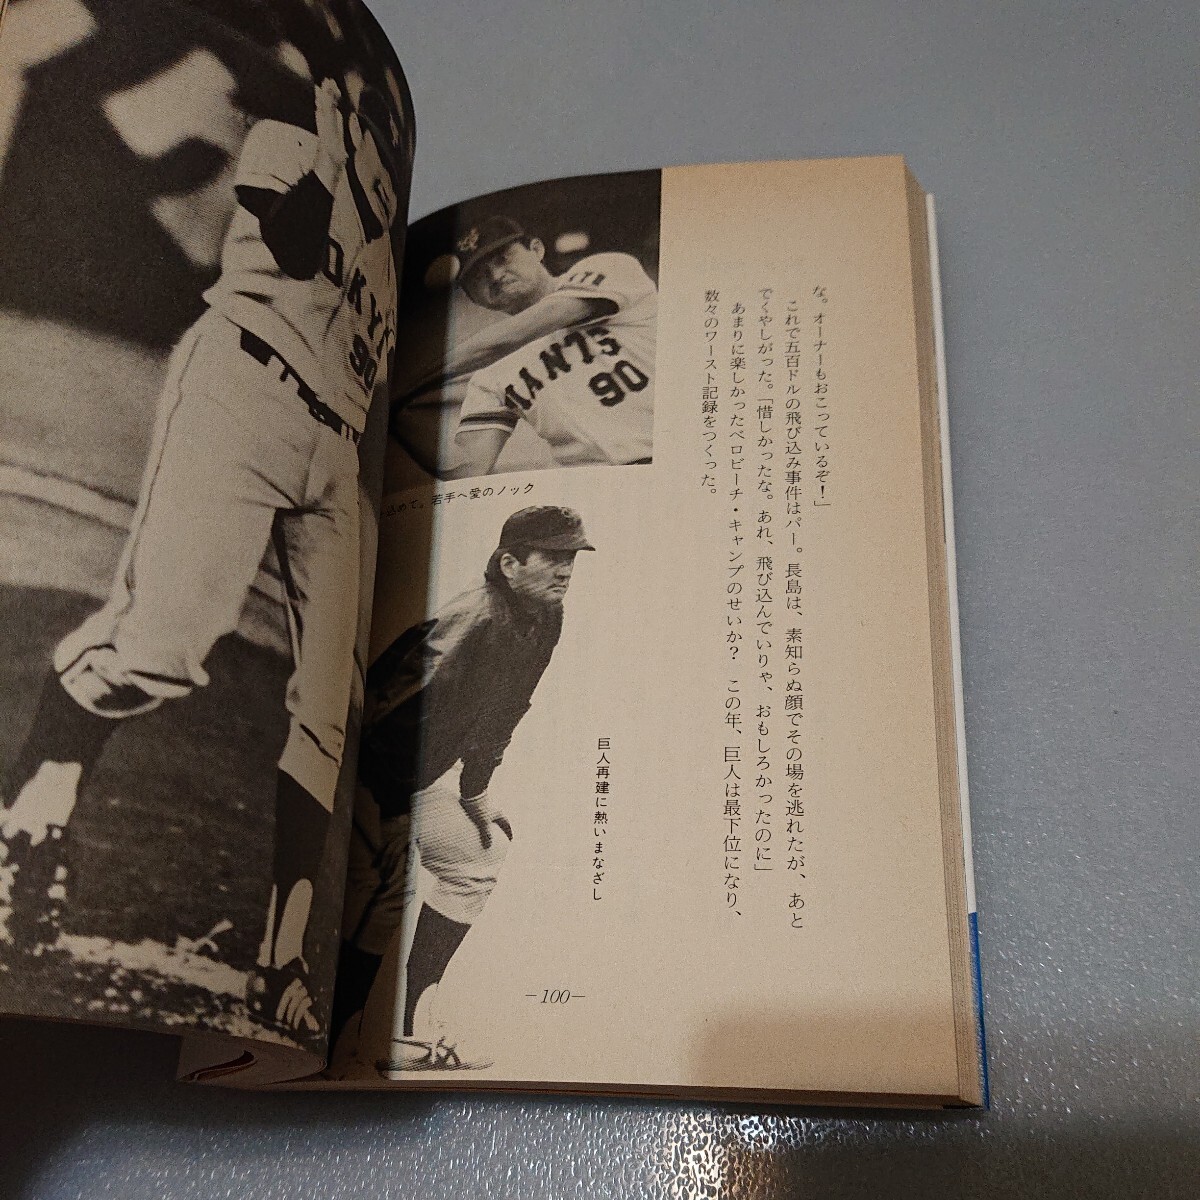 な。オーナーもおこっているぞ！」
これで五百ドルの飛び込み事件はパー。長島は、素知らぬ顔でその場を逃れたが、あと
でくやしがった。「惜しかったな。あれ、飛び込んでいりゃ、おもしろかったのに」
あまりに楽しかったベロビーチ・キャンプのせいか？　この年、巨人は最下位になり、
数々のワースト記録をつくった。
込めて。若手へ愛のノック
巨人再建に熱いまなざし
—100—
90
OKY
90